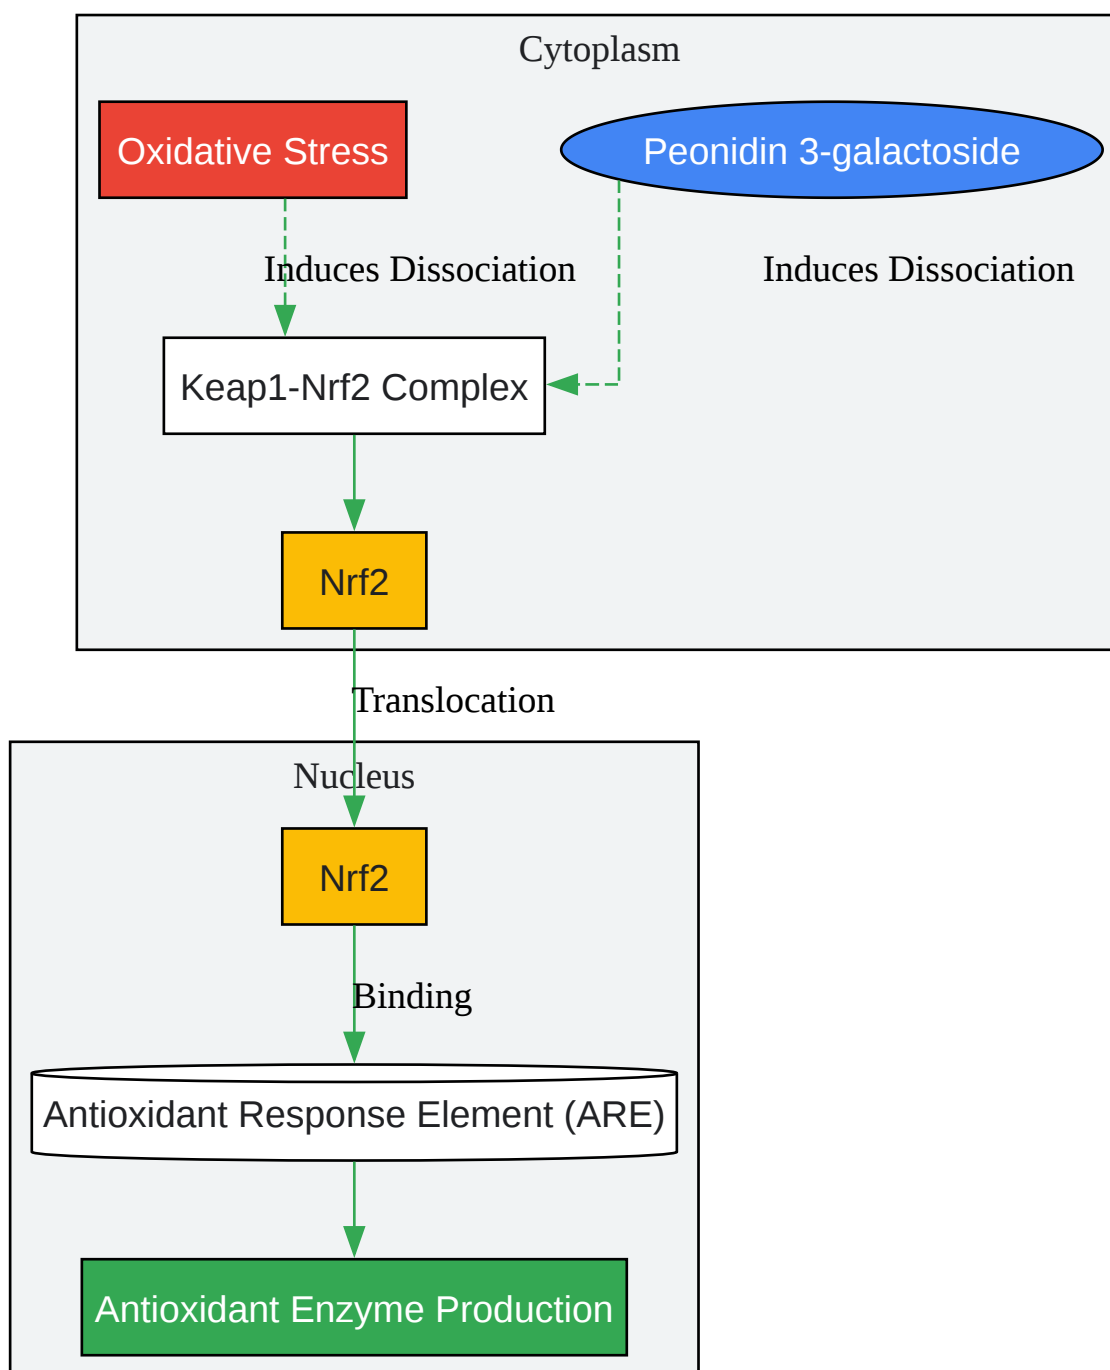 Cytoplasm
Oxidative Stress
Peonidin 3-galactoside
Induces Dissociation
Induces Dissociation
Keap1-Nrf2 Complex
Nrf2
Translocation
Nucleus
Nrf2
Binding
Antioxidant Response Element (ARE)
Antioxidant Enzyme Production